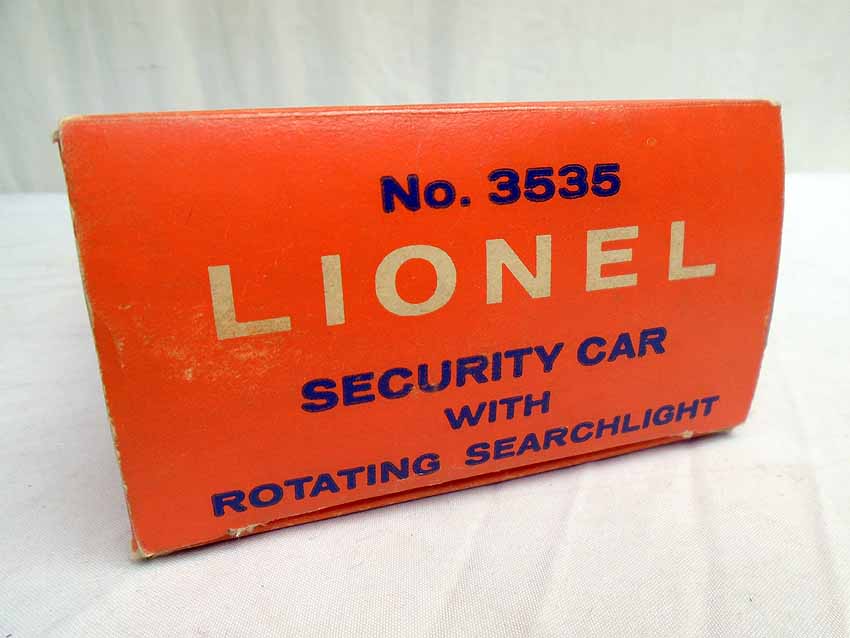 No. 3535
LIONEL
SECURITY CAR
WITH
ROTATING SEARCHLIGHT